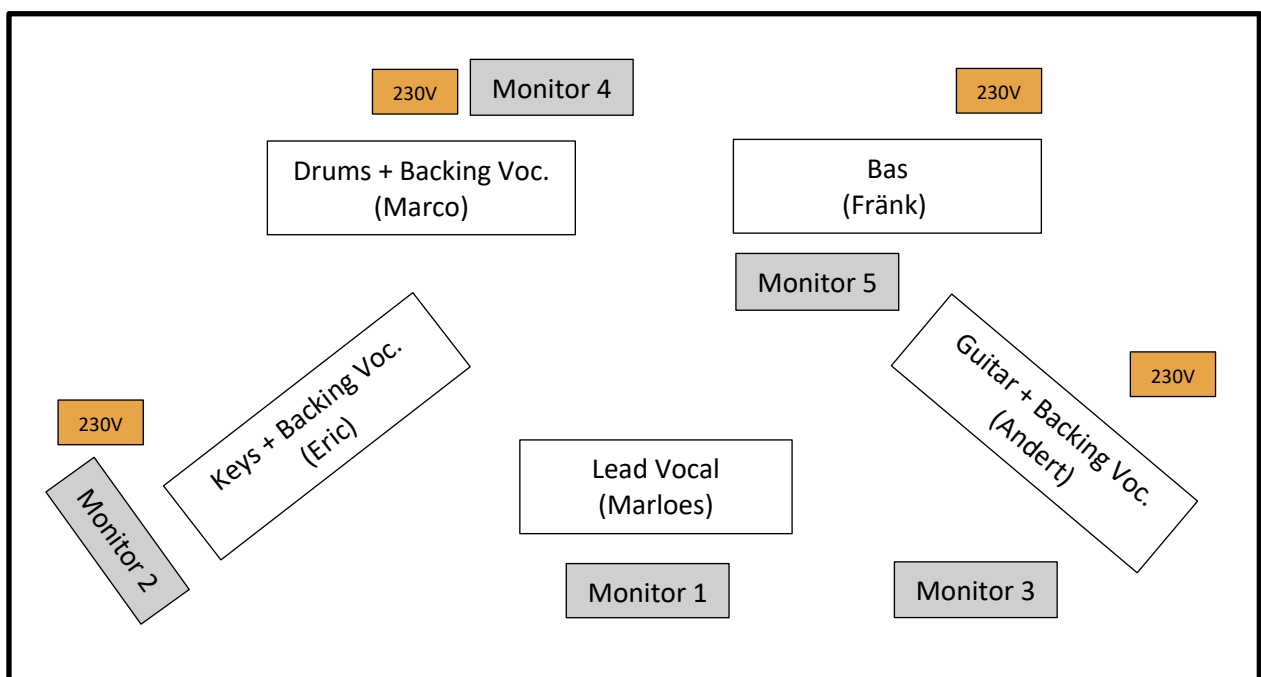 230V
Monitor 4
230V
Drums + Backing Voc.
(Marco)
Bas
(Fränk)
Monitor 5
Keys + Backing Voc.
(Eric)
Guitar + Backing Voc.
(Andert)
230V
230V
Monitor 2
Lead Vocal
(Marloes)
Monitor 1
Monitor 3